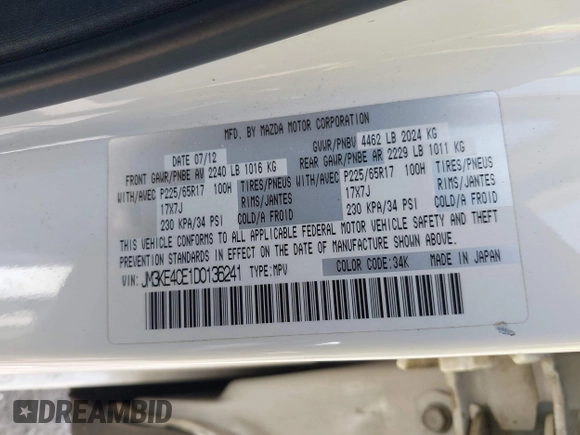 MFD. BY MAZDA MOTOR CORPORATION
DATE 07/12 GVWR/PNBV 4462 LB 2024 KG
FRONT GAWR/PNBE AV 2240 LB 1016 KG REAR GAWR/PNBE AR 2229 LB 1011 KG
WITH/AVEC P225/65R17 100H TIRES/PNEUS WITH/AVEC P225/65R17 100H TIRES/PNEUS
17X7J RIMS/JANTES 17X7J RIMS/JANTES
230 KPA/34 PSI COLD/A FROID 230 KPA/34 PSI COLD/A FROID
THIS VEHICLE CONFORMS TO ALL APPLICABLE FEDERAL MOTOR VEHICLE SAFETY AND THEFT
PREVENTION STANDARDS IN EFFECT ON THE DATE OF MANUFACTURE SHOWN ABOVE.
VIN: JM3KE4CE1D0136241 TYPE: MPV COLOR CODE: 34K MADE IN JAPAN
DREAMBID